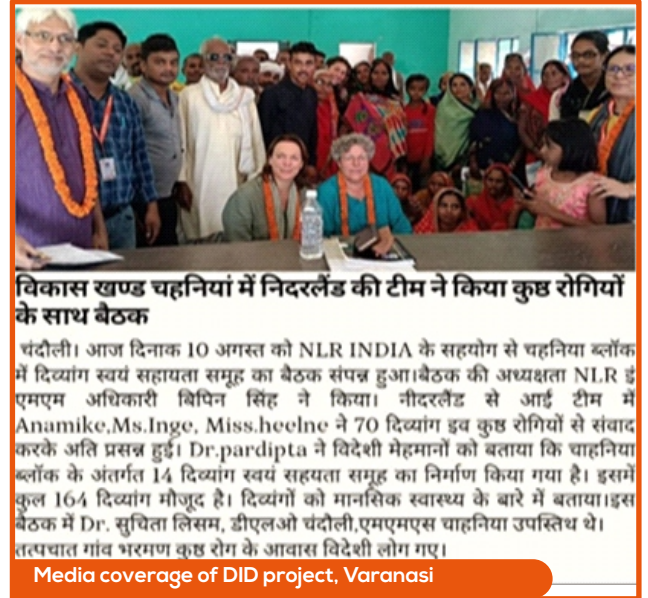 विकास खण्ड चहनियां में निदरलैंड की टीम ने किया कुष्ठ रोगियों
के साथ बैठक
चंदौली। आज दिनाक 10 अगस्त को NLR INDIA के सहयोग से चहनिया ब्लॉक
में दिव्यांग स्वयं सहायता समूह का बैठक संपन्न हुआ।बैठक की अध्यक्षता NLR इ
एमएम अधिकारी बिपिन सिंह ने किया। नीदरलैंड से आई टीम में
Anamike,Ms.Inge, Miss.heelne ने 70 दिव्यांग इव कुष्ठ रोगियों से संवाद
करके अति प्रसन्न हुई। Dr.pardipta ने विदेशी मेहमानों को बताया कि चाहनिया
ब्लॉक के अंतर्गत 14 दिव्यांग स्वयं सहयता समूह का निर्माण किया गया है। इसमें
कुल 164 दिव्यांग मौजूद है। दिव्यंगों को मानसिक स्वास्थ्य के बारे में बताया।इस
बैठक में Dr. सुचिता लिसम, डीएलओ चंदौली,एमएमएस चाहनिया उपस्तिथ थे।
तत्पचात गांव भरमण कुष्ठ रोग के आवास विदेशी लोग गए।
Media coverage of DID project, Varanasi